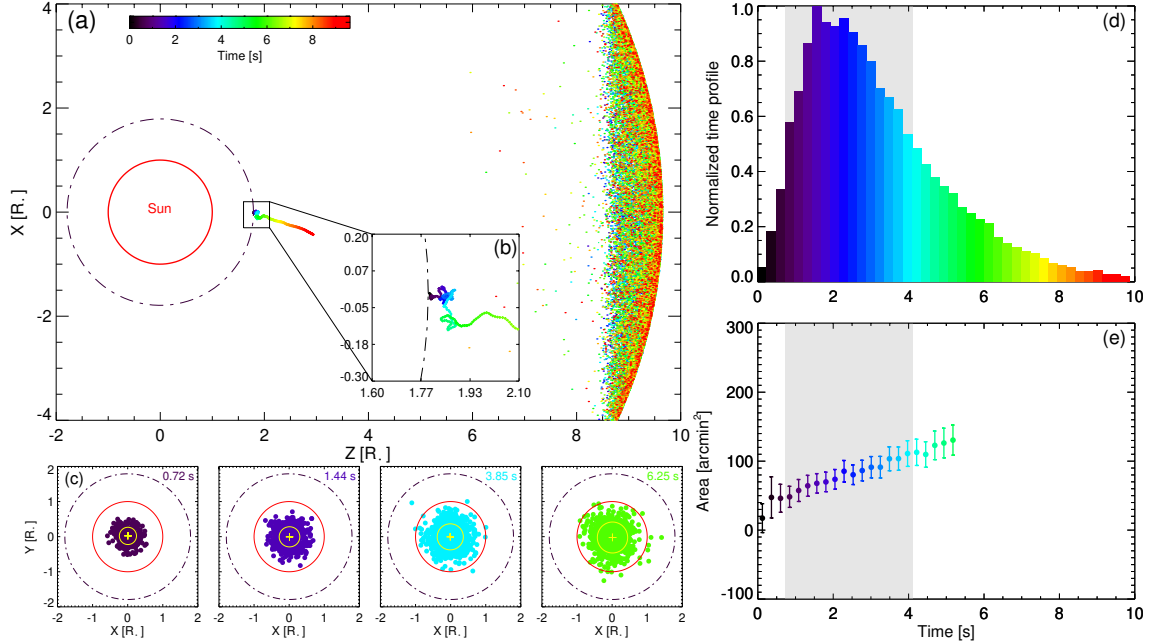 (a)
0 2 4 6 8
Time [s]
4
2
0
-2
-4
X [R.]
Sun
-2 0 2 4 6 8 10
Z [R.]
(b)
0.20
0.07
-0.05
-0.18
-0.30
1.60 1.77 1.93 2.10
(c)
0.72 s
1.44 s
3.85 s
6.25 s
2
1
0
-1
-2
Y [R.]
-2 -1 0 1 2
X [R.]
-2 -1 0 1 2
X [R.]
-2 -1 0 1 2
X [R.]
-2 -1 0 1 2
X [R.]
(d)
1.0
0.8
0.6
0.4
0.2
0.0
Normalized time profile
0 2 4 6 8 10
(e)
300
200
100
0
-100
Area [arcmin²]
0 2 4 6 8 10
Time [s]